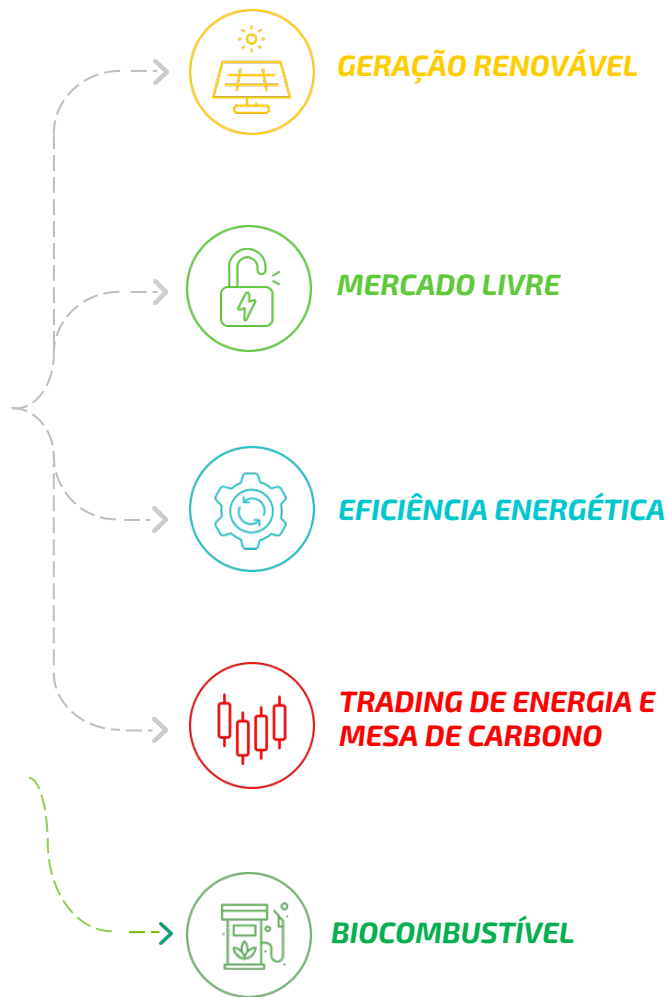 GERAÇÃO RENOVÁVEL
MERCADO LIVRE
EFICIÊNCIA ENERGÉTICA
TRADING DE ENERGIA E
MESA DE CARBONO
BIOCOMBUSTÍVEL